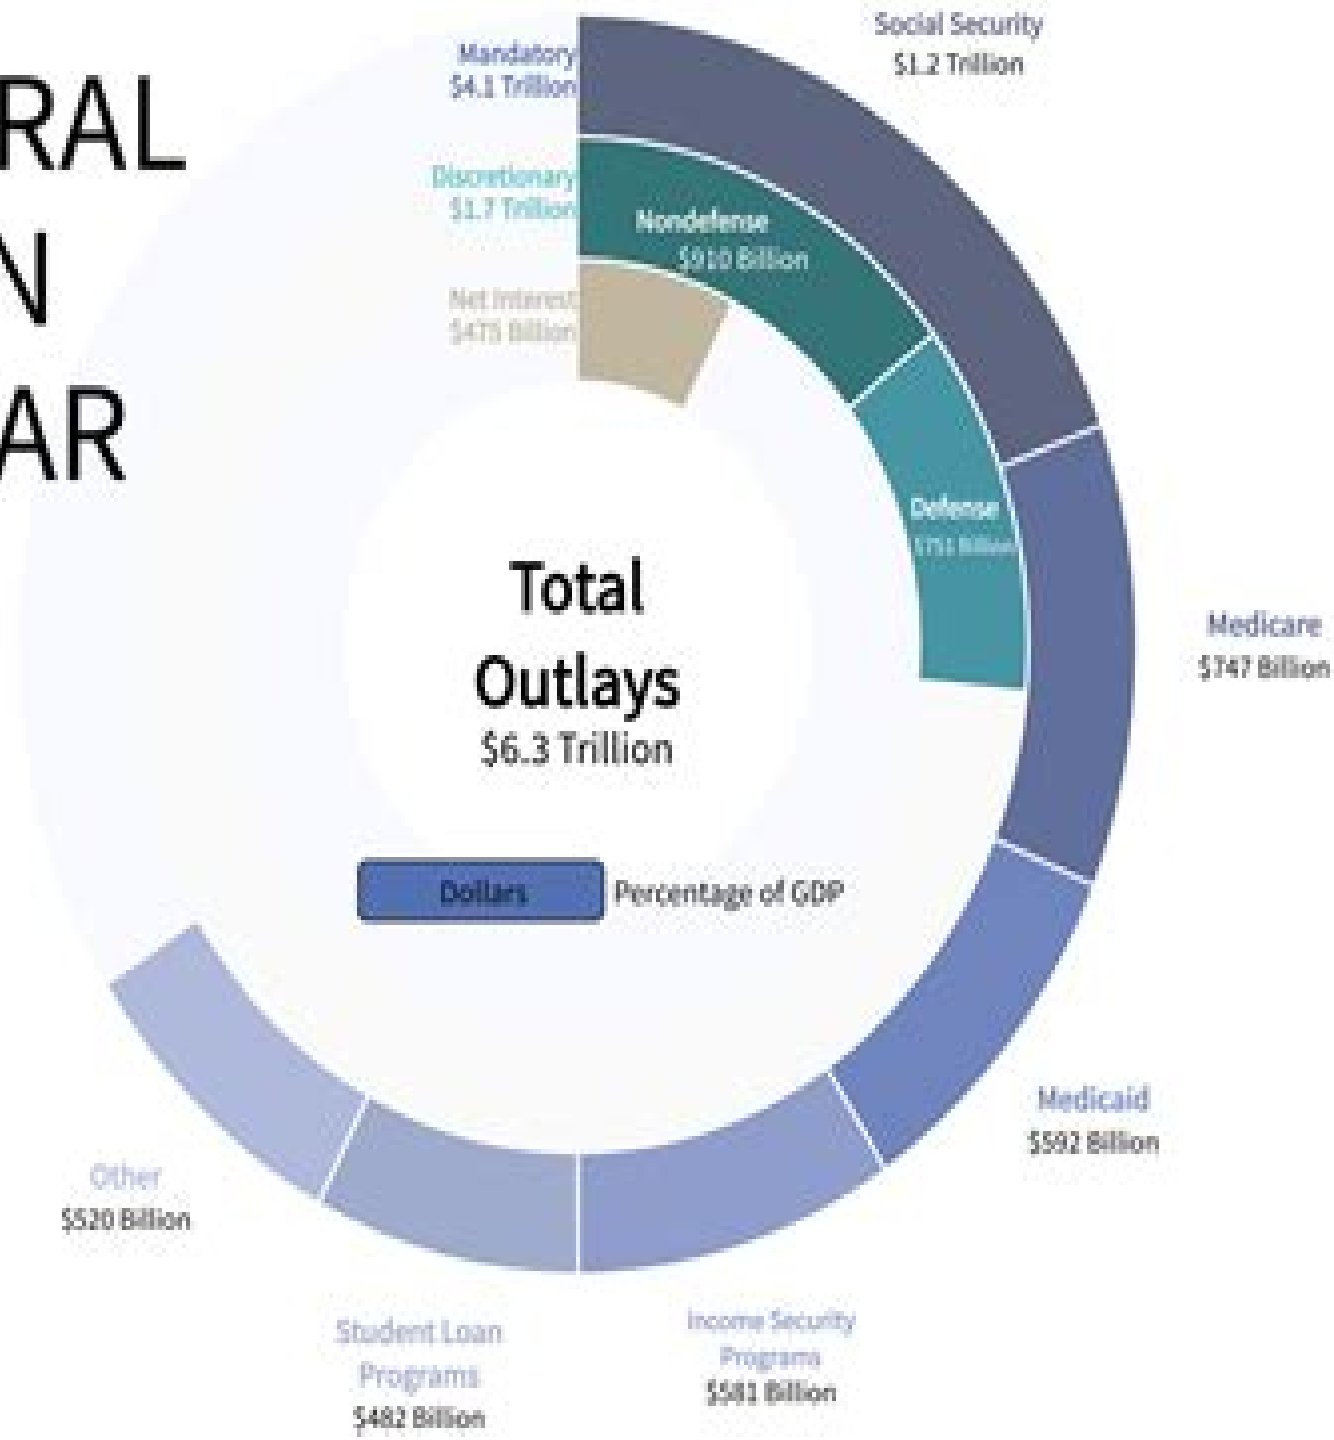 RAL
N
AR
Mandatory
$4.1 Trillion
Discretionary
$1.7 Trillion
Net Interest
$475 Billion
Social Security
$1.2 Trillion
Nondefense
$910 Billion
Defense
$751 Billion
Medicare
$747 Billion
Total
Outlays
$6.3 Trillion
Dollars
Percentage of GDP
Medicaid
$592 Billion
Other
$520 Billion
Student Loan
Programs
$482 Billion
Income Security
Programs
$581 Billion